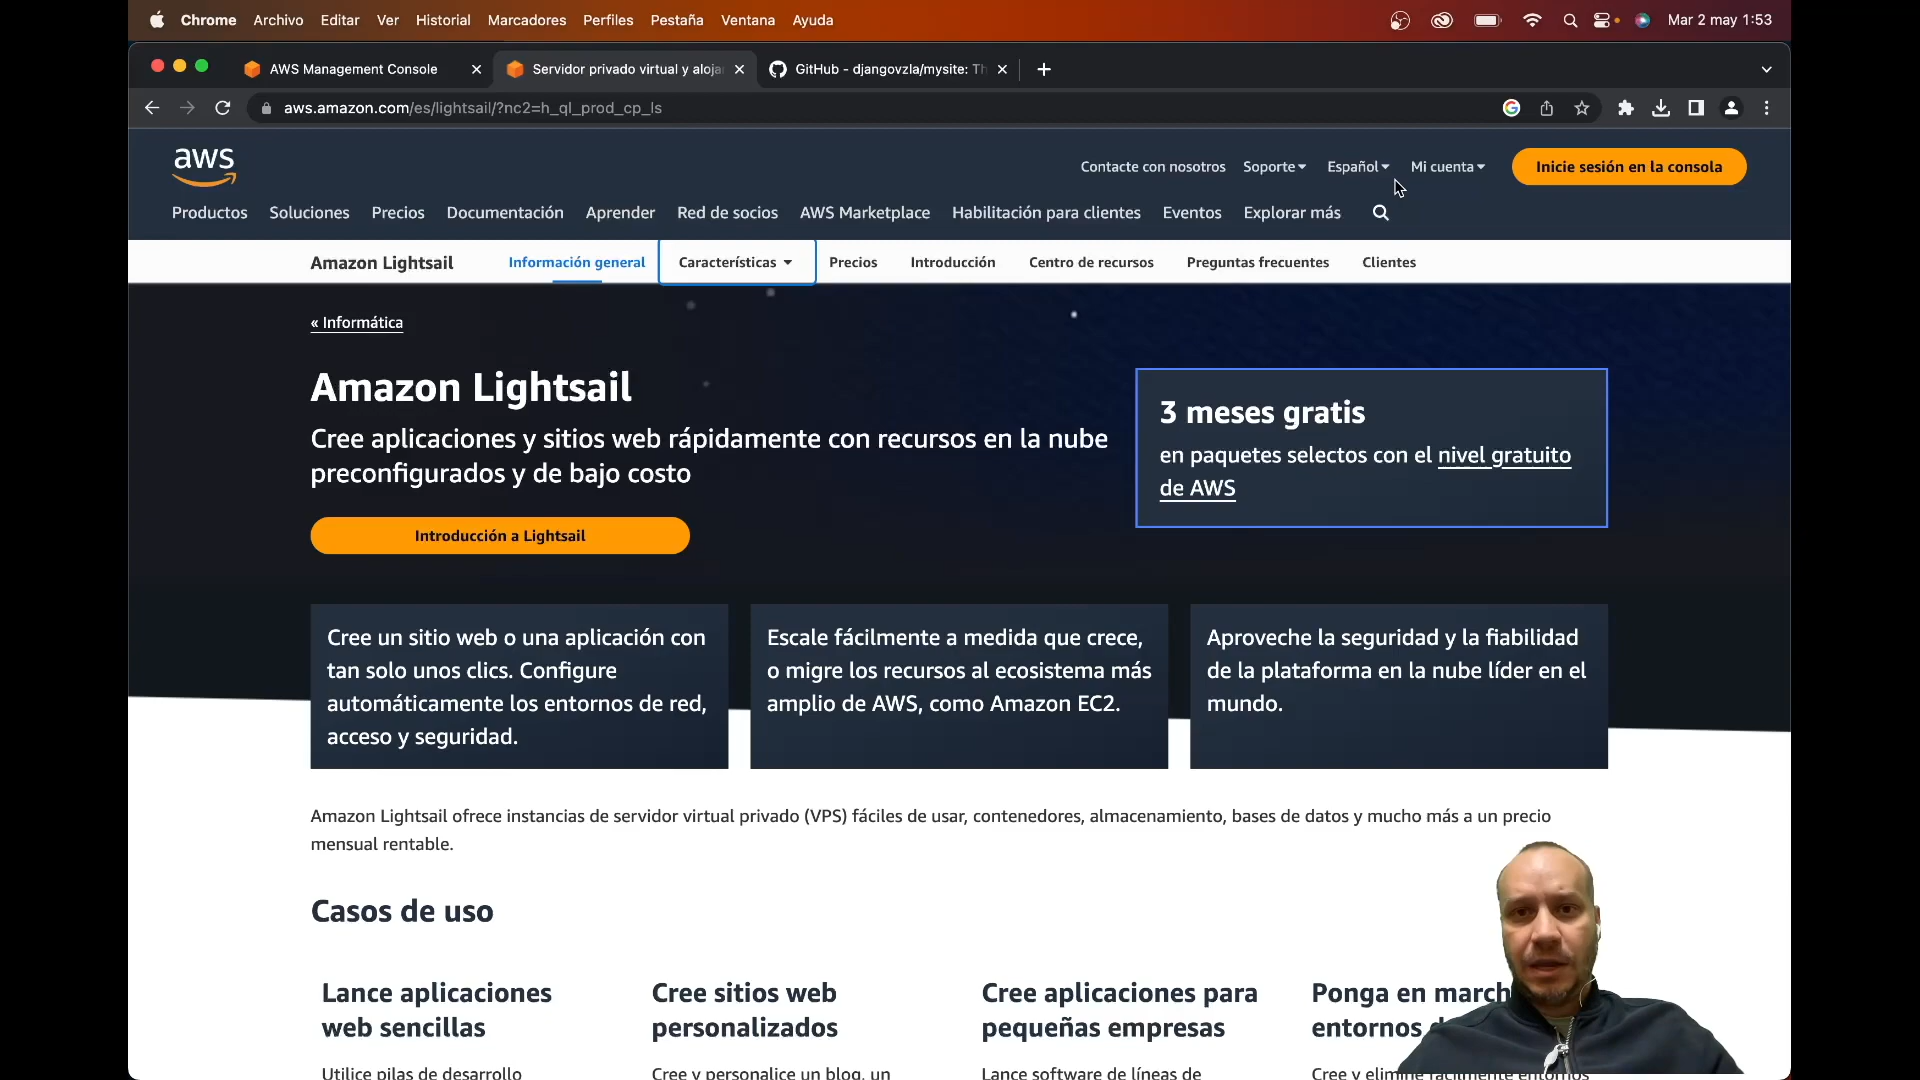 Chrome Archivo Editar Ver Historial Marcadores Perfiles Pestaña Ventana Ayuda Mar 2 may 1:53
AWS Management Console Servidor privado virtual y aloja GitHub - djangovzla/mysite: Th
aws.amazon.com/es/lightsail/?nc2=h_ql_prod_cp_ls
aws Contacte con nosotros Soporte Español Mi cuenta Inicie sesión en la consola
Productos Soluciones Precios Documentación Aprender Red de socios AWS Marketplace Habilitación para clientes Eventos Explorar más
Amazon Lightsail Información general Características Precios Introducción Centro de recursos Preguntas frecuentes Clientes
« Informática
Amazon Lightsail
Cree aplicaciones y sitios web rápidamente con recursos en la nube
preconfigurados y de bajo costo
Introducción a Lightsail
3 meses gratis
en paquetes selectos con el nivel gratuito
de AWS
Cree un sitio web o una aplicación con
tan solo unos clics. Configure
automáticamente los entornos de red,
acceso y seguridad.
Escale fácilmente a medida que crece,
o migre los recursos al ecosistema más
amplio de AWS, como Amazon EC2.
Aproveche la seguridad y la fiabilidad
de la plataforma en la nube líder en el
mundo.
Amazon Lightsail ofrece instancias de servidor virtual privado (VPS) fáciles de usar, contenedores, almacenamiento, bases de datos y mucho más a un precio
mensual rentable.
Casos de uso
Lance aplicaciones
web sencillas
Utilice pilas de desarrollo
Cree sitios web
personalizados
Cree y personalice un blog, un
Cree aplicaciones para
pequeñas empresas
Lance software de líneas de
Ponga en march
entornos d
Cree y elimine fácilmente entornos